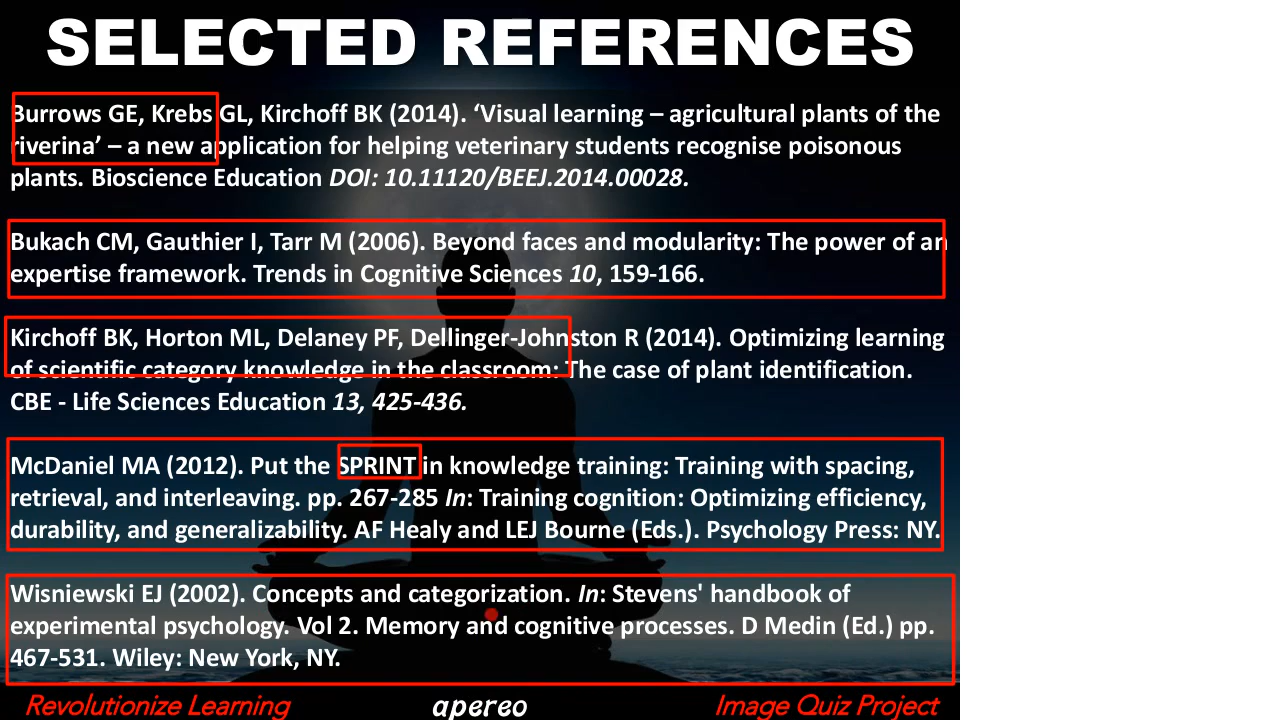 SELECTED REFERENCES
Burrows GE, Krebs GL, Kirchoff BK (2014). ‘Visual learning – agricultural plants of the
riverina’ – a new application for helping veterinary students recognise poisonous
plants. Bioscience Education DOI: 10.11120/BEEJ.2014.00028.
Bukach CM, Gauthier I, Tarr M (2006). Beyond faces and modularity: The power of an
expertise framework. Trends in Cognitive Sciences 10, 159-166.
Kirchoff BK, Horton ML, Delaney PF, Dellinger-Johnston R (2014). Optimizing learning
of scientific category knowledge in the classroom: The case of plant identification.
CBE - Life Sciences Education 13, 425-436.
McDaniel MA (2012). Put the SPRINT in knowledge training: Training with spacing,
retrieval, and interleaving. pp. 267-285 In: Training cognition: Optimizing efficiency,
durability, and generalizability. AF Healy and LEJ Bourne (Eds.). Psychology Press: NY.
Wisniewski EJ (2002). Concepts and categorization. In: Stevens' handbook of
experimental psychology. Vol 2. Memory and cognitive processes. D Medin (Ed.) pp.
467-531. Wiley: New York, NY.
Revolutionize Learning apereo Image Quiz Project